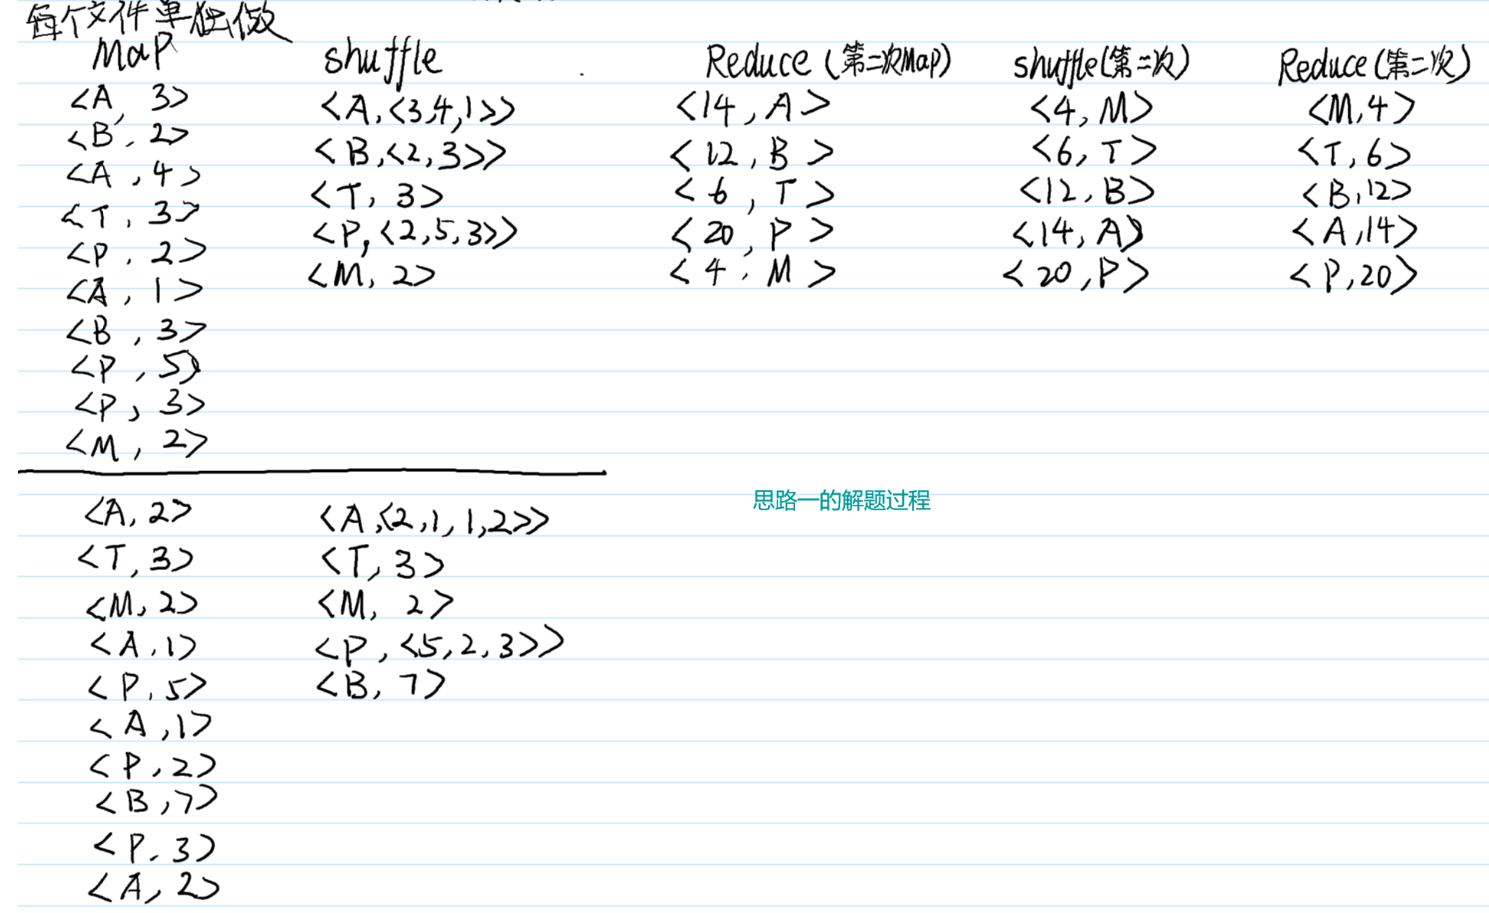 每个文件单独做
MaP shuffle Reduce (第二次Map) shuffle(第二次) Reduce (第二次)
<A, 3> <A,<3,4,1>> <14, A> <4, M> <M,4>
<B, 2> <B,<2,3>> <12, B> <6, T> <T,6>
<A, 4> <T, 3> <6, T> <12, B> <B,12>
<T, 3> <P,<2,5,3>> <20, P> <14, A> <A,14>
<P, 2> <M, 2> <4, M> <20,P> <P,20>
<A, 1>
<B, 3>
<P, 5>
<P, 3>
<M, 2>
思路一的解题过程
<A, 2> <A,<2,1,1,2>>
<T, 3> <T, 3>
<M, 2> <M, 2>
<A, 1> <P,<5,2,3>>
<P, 5> <B, 7>
<A, 1>
<P, 2>
<B, 7>
<P, 3>
<A, 2>